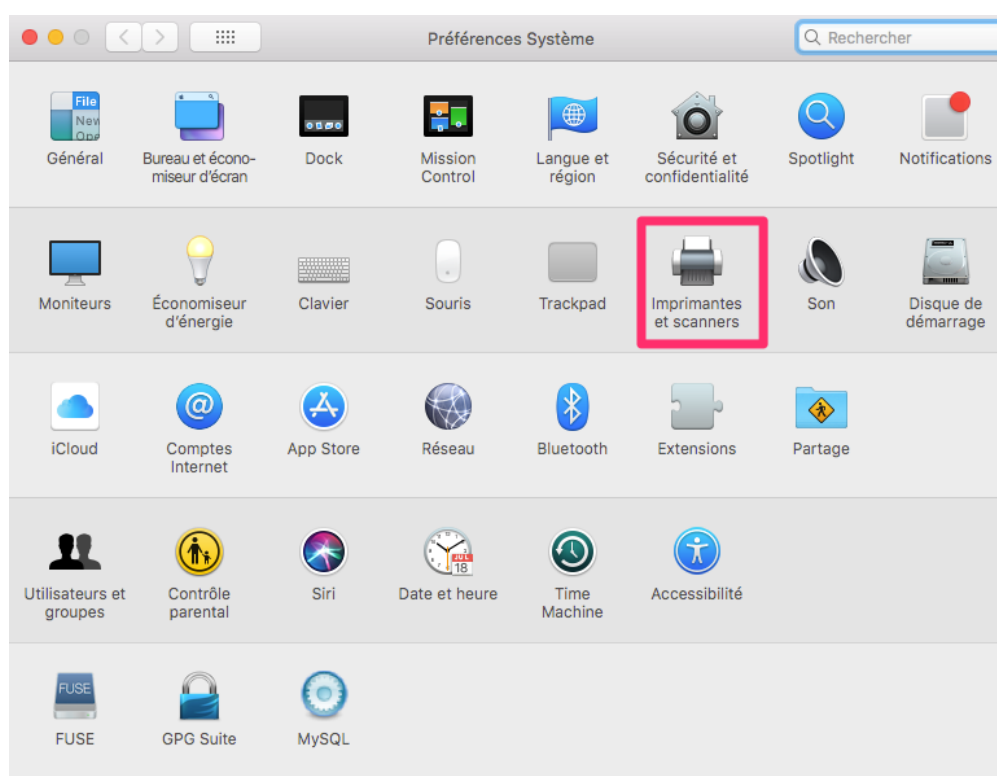 Préférences Système
Rechercher
File
New
Ope
Général
Bureau et écono-
miseur d'écran
Dock
Mission
Control
Langue et
région
Sécurité et
confidentialité
Spotlight
Notifications
Moniteurs
Économiseur
d'énergie
Clavier
Souris
Trackpad
Imprimantes
et scanners
Son
Disque de
démarrage
iCloud
@
Comptes
Internet
App Store
Réseau
Bluetooth
Extensions
Partage
Utilisateurs et
groupes
Contrôle
parental
Siri
JUL
18
Date et heure
Time
Machine
Accessibilité
FUSE
FUSE
GPG Suite
MySQL